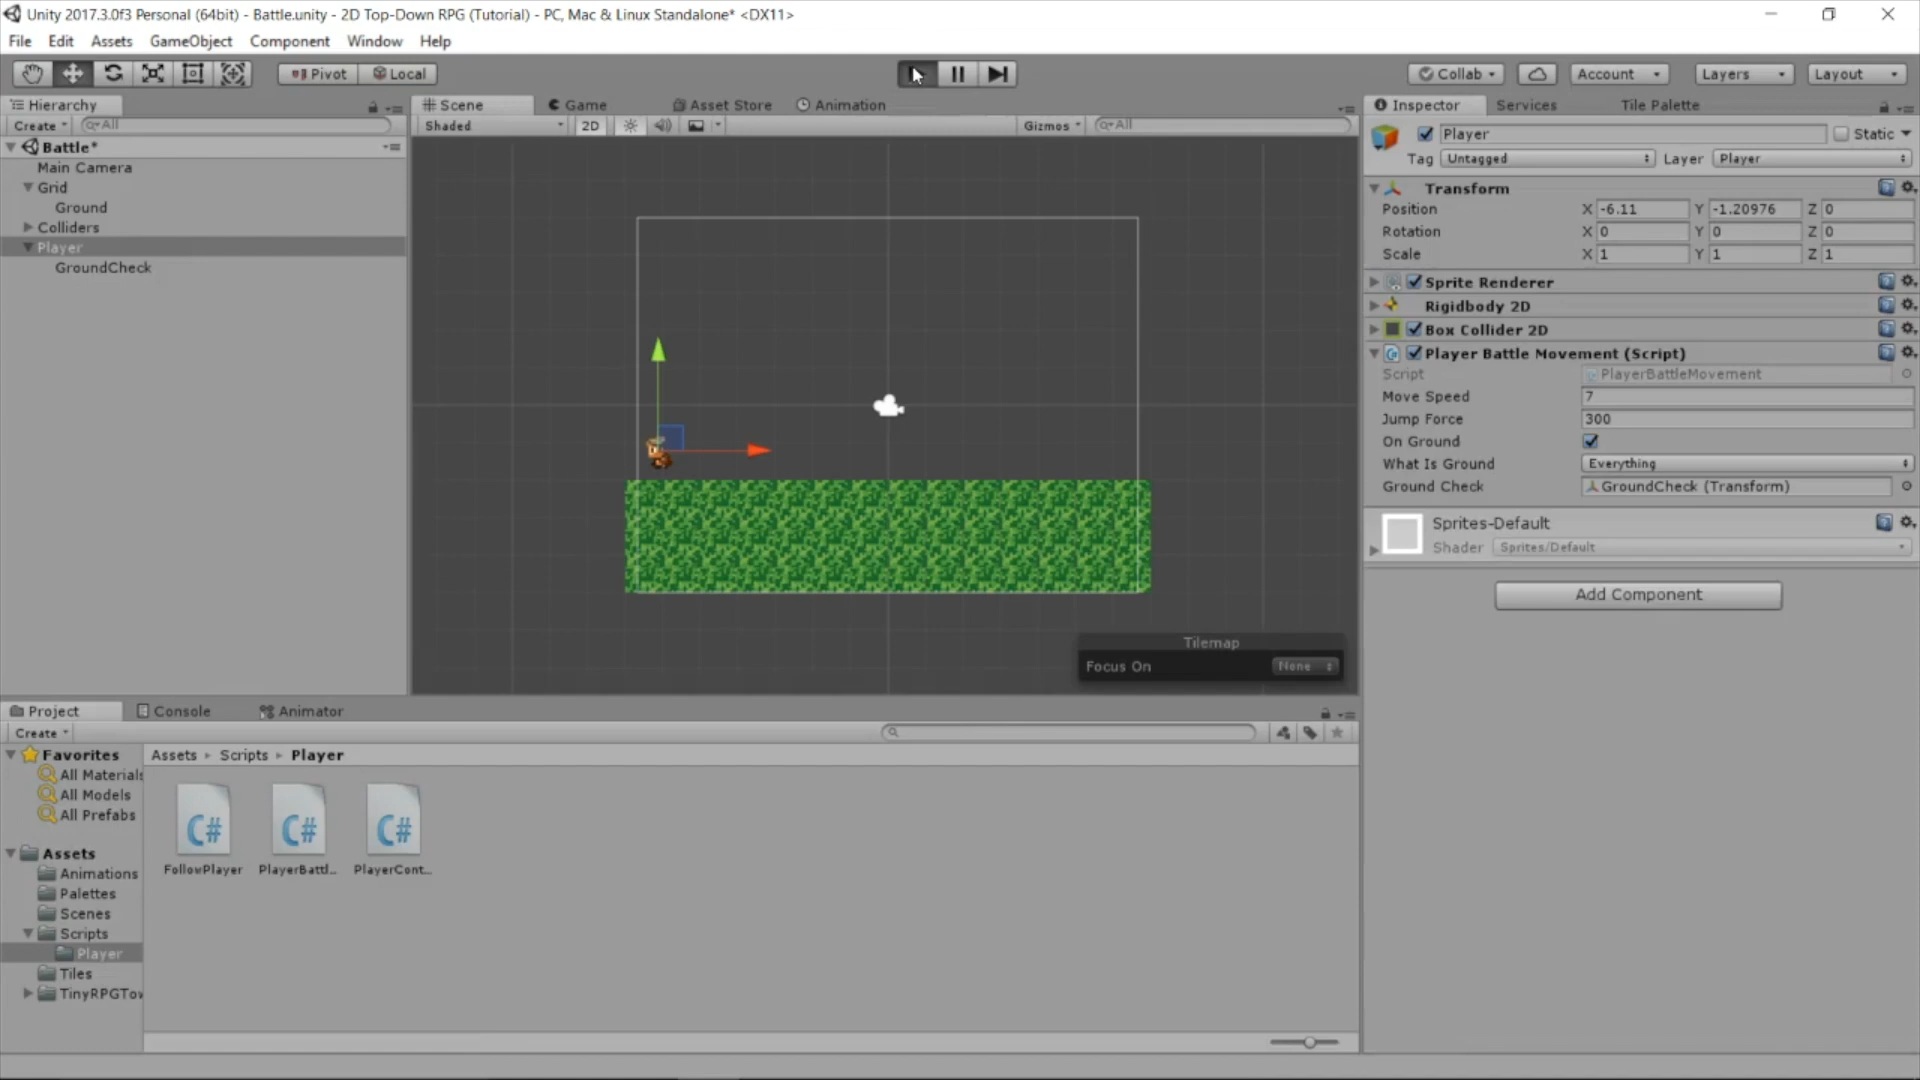 Unity 2017.3.0f3 Personal (64bit) - Battle.unity - 2D Top-Down RPG (Tutorial) - PC, Mac & Linux Standalone* <DX11>
File Edit Assets GameObject Component Window Help
Pivot Local Collab Account Layers Layout
Hierarchy
Create All
Battle*
Main Camera
Grid
Ground
Colliders
Player
GroundCheck
Scene Game Asset Store Animation
Shaded 2D Gizmos All
Tilemap
Focus On None
Inspector Services Tile Palette
Player Static
Tag Untagged Layer Player
Transform
Position X -6.11 Y -1.20976 Z 0
Rotation X 0 Y 0 Z 0
Scale X 1 Y 1 Z 1
Sprite Renderer
Rigidbody 2D
Box Collider 2D
Player Battle Movement (Script)
Script PlayerBattleMovement
Move Speed 7
Jump Force 300
On Ground
What Is Ground Everything
Ground Check GroundCheck (Transform)
Sprites-Default
Shader Sprites/Default
Add Component
Project Console Animator
Create
Favorites
All Materials
All Models
All Prefabs
Assets
Animations
Palettes
Scenes
Scripts
Player
Tiles
TinyRPGTov
Assets Scripts Player
C# C# C#
FollowPlayer PlayerBattl... PlayerCont...